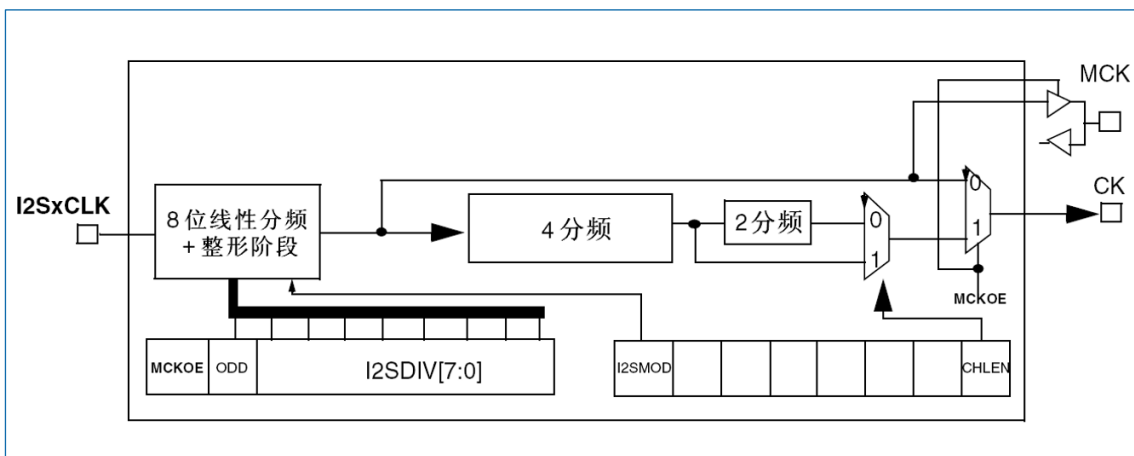 MCK
I2SxCLK
8位线性分频
+ 整形阶段
4分频
2分频
0
1
0
1
CK
MCKOE
MCKOE
ODD
I2SDIV[7:0]
I2SMOD
CHLEN